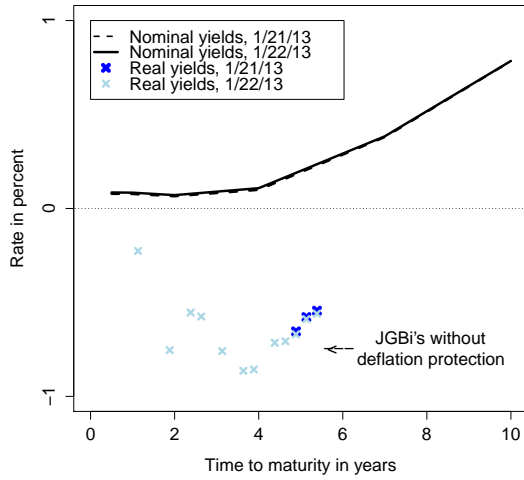 Nominal yields, 1/21/13
Nominal yields, 1/22/13
Real yields, 1/21/13
Real yields, 1/22/13
Rate in percent
1
0
−1
JGBi's without
deflation protection
0 2 4 6 8 10
Time to maturity in years